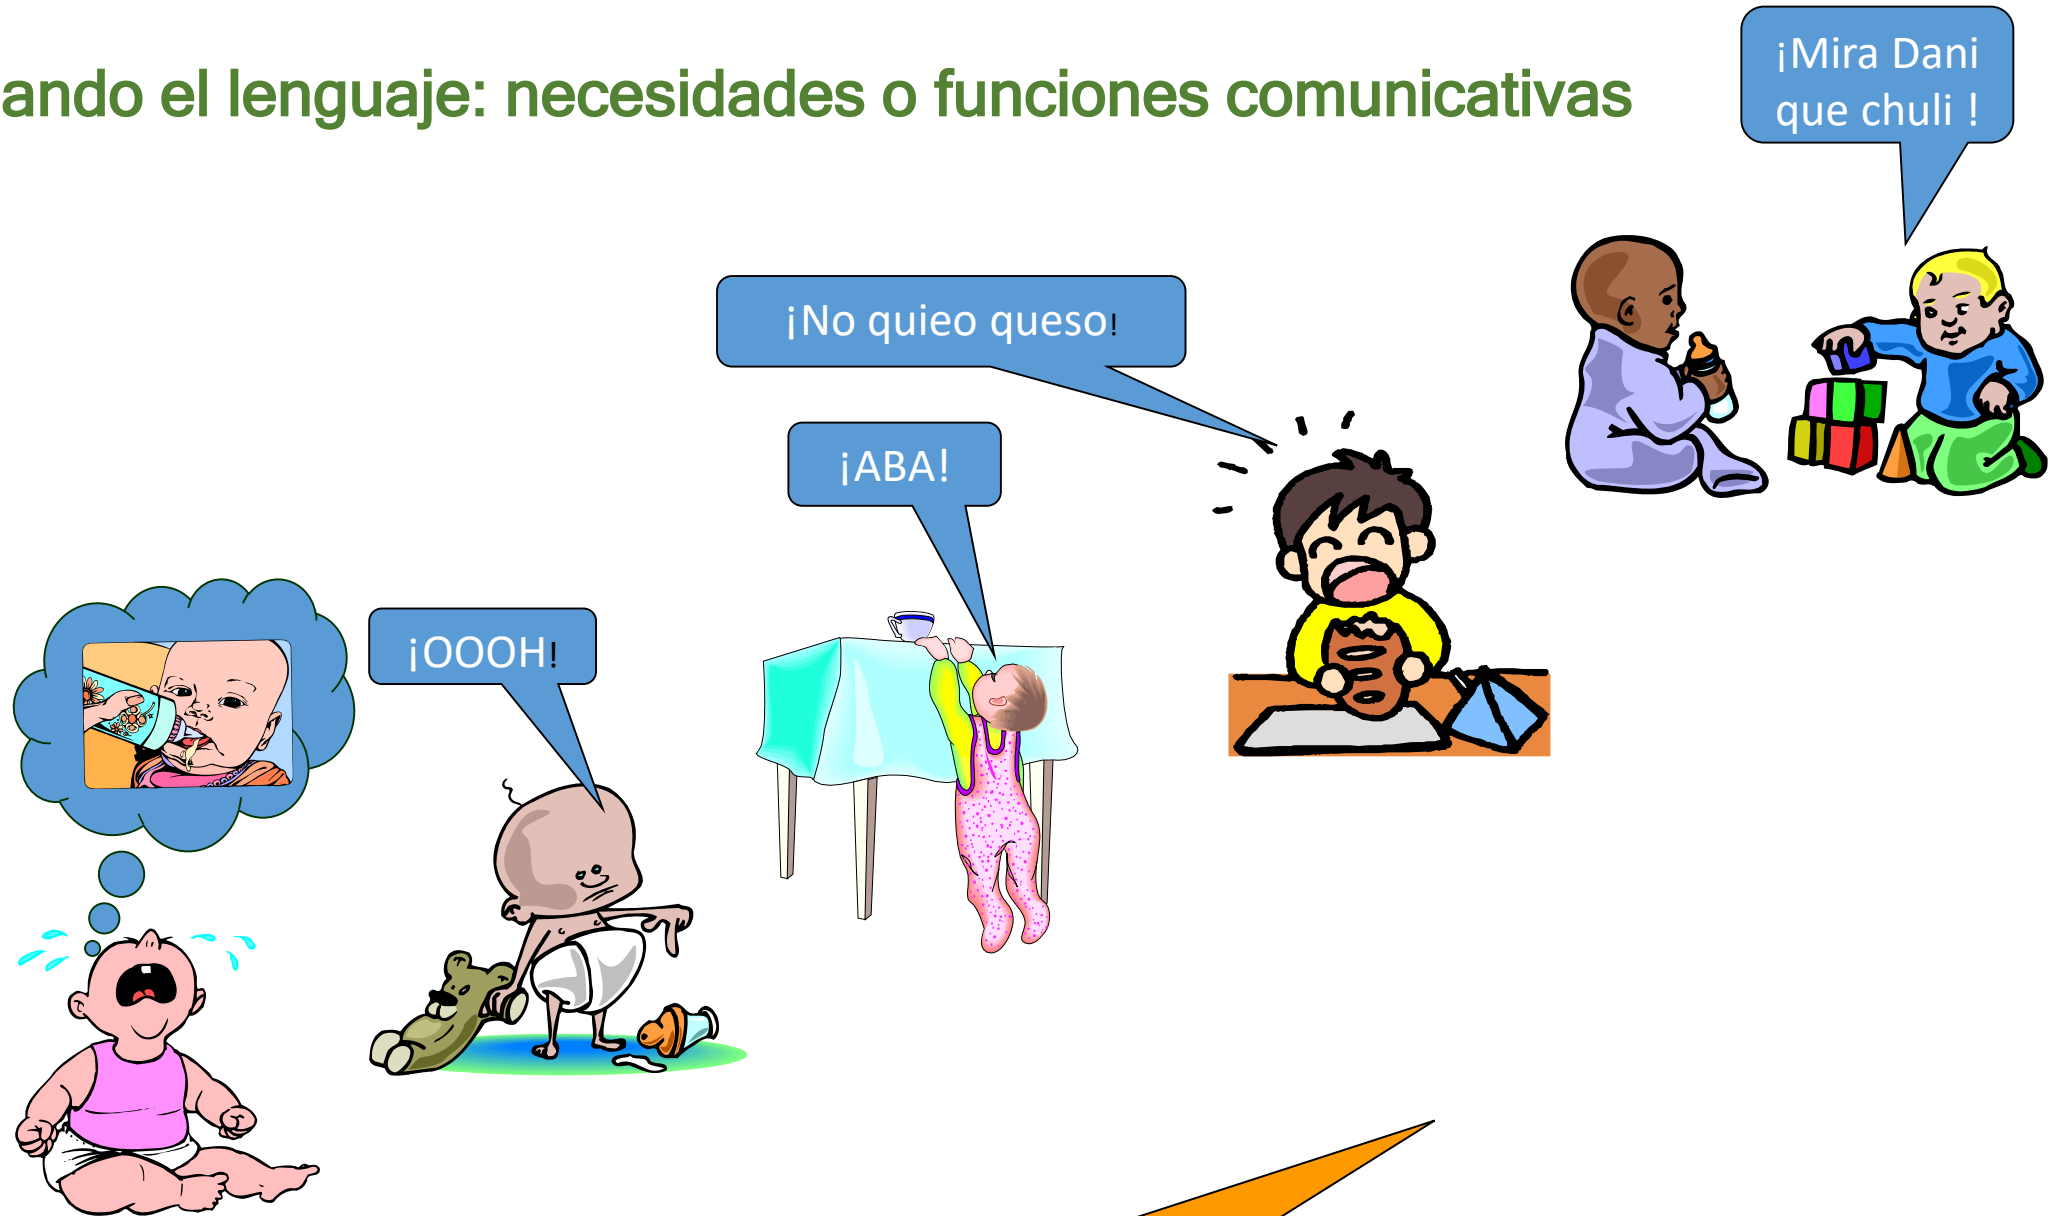 ando el lenguaje: necesidades o funciones comunicativas
¡Mira Dani
que chuli !
¡No quieo queso!
¡ABA!
¡OOOH!